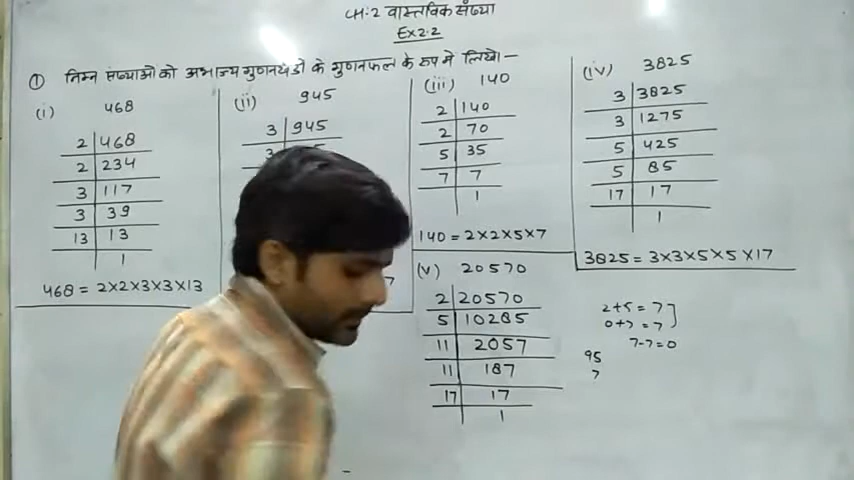 CH:2 वास्तविक संख्या
Ex 2.2
① निम्न संख्याओं को अभाज्य गुणनखंडों के गुणनफल के रूप में लिखो।—
(i) 468
2 | 468
2 | 234
3 | 117
3 | 39
13 | 13
1
468 = 2×2×3×3×13
(ii) 945
3 | 945
3
7
(iii) 140
2 | 140
2 | 70
5 | 35
7 | 7
1
140 = 2×2×5×7
(iv) 3825
3 | 3825
3 | 1275
5 | 425
5 | 85
17 | 17
1
3825 = 3×3×5×5×17
(v) 20570
2 | 20570
5 | 10285
11 | 2057
11 | 187
17 | 17
1
2+5=7
0+7=7
7-7=0
95
7